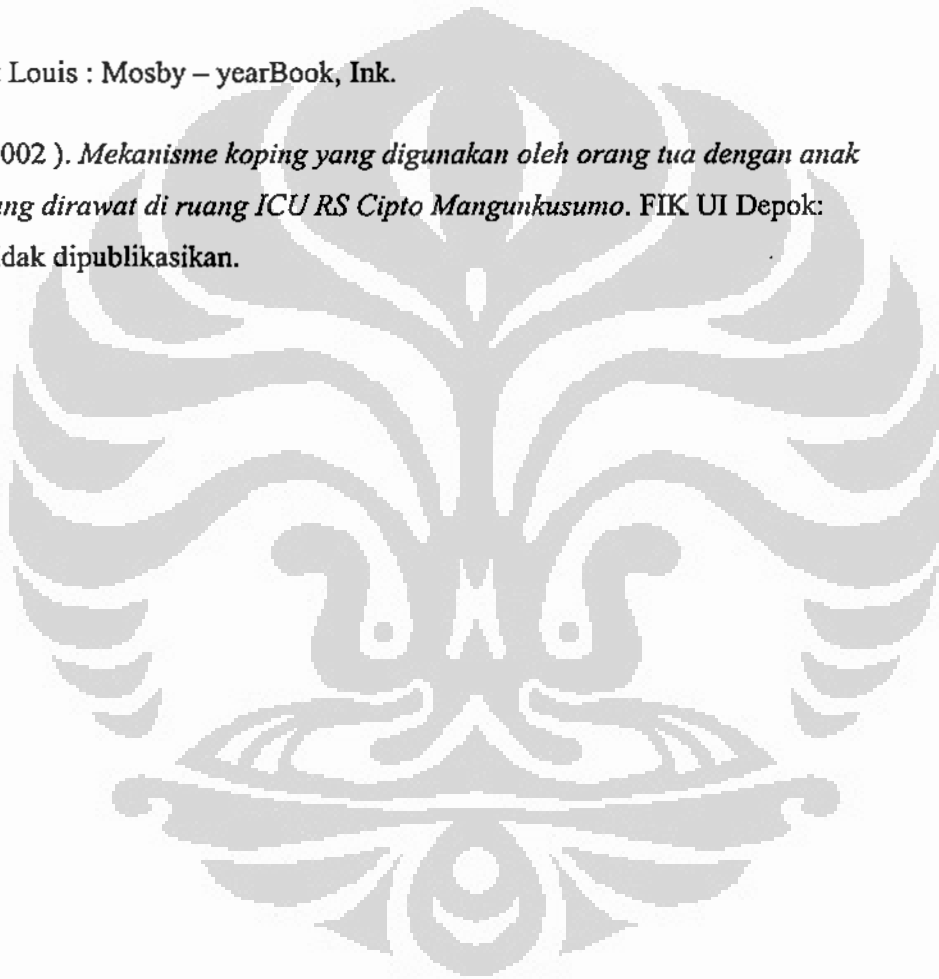 Louis : Mosby – yearBook, Ink.
002 ). Mekanisme koping yang digunakan oleh orang tua dengan anak
ang dirawat di ruang ICU RS Cipto Mangunkusumo. FIK UI Depok:
dak dipublikasikan.